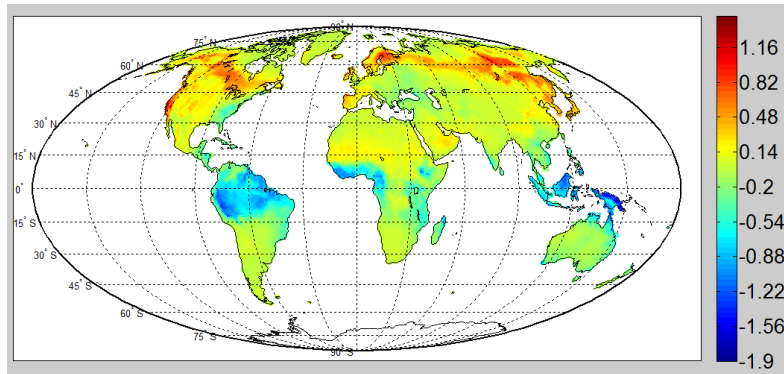 90° N
75° N
60° N
45° N
30° N
15° N
0°
15° S
30° S
45° S
60° S
75° S
90° S
1.16
0.82
0.48
0.14
-0.2
-0.54
-0.88
-1.22
-1.56
-1.9